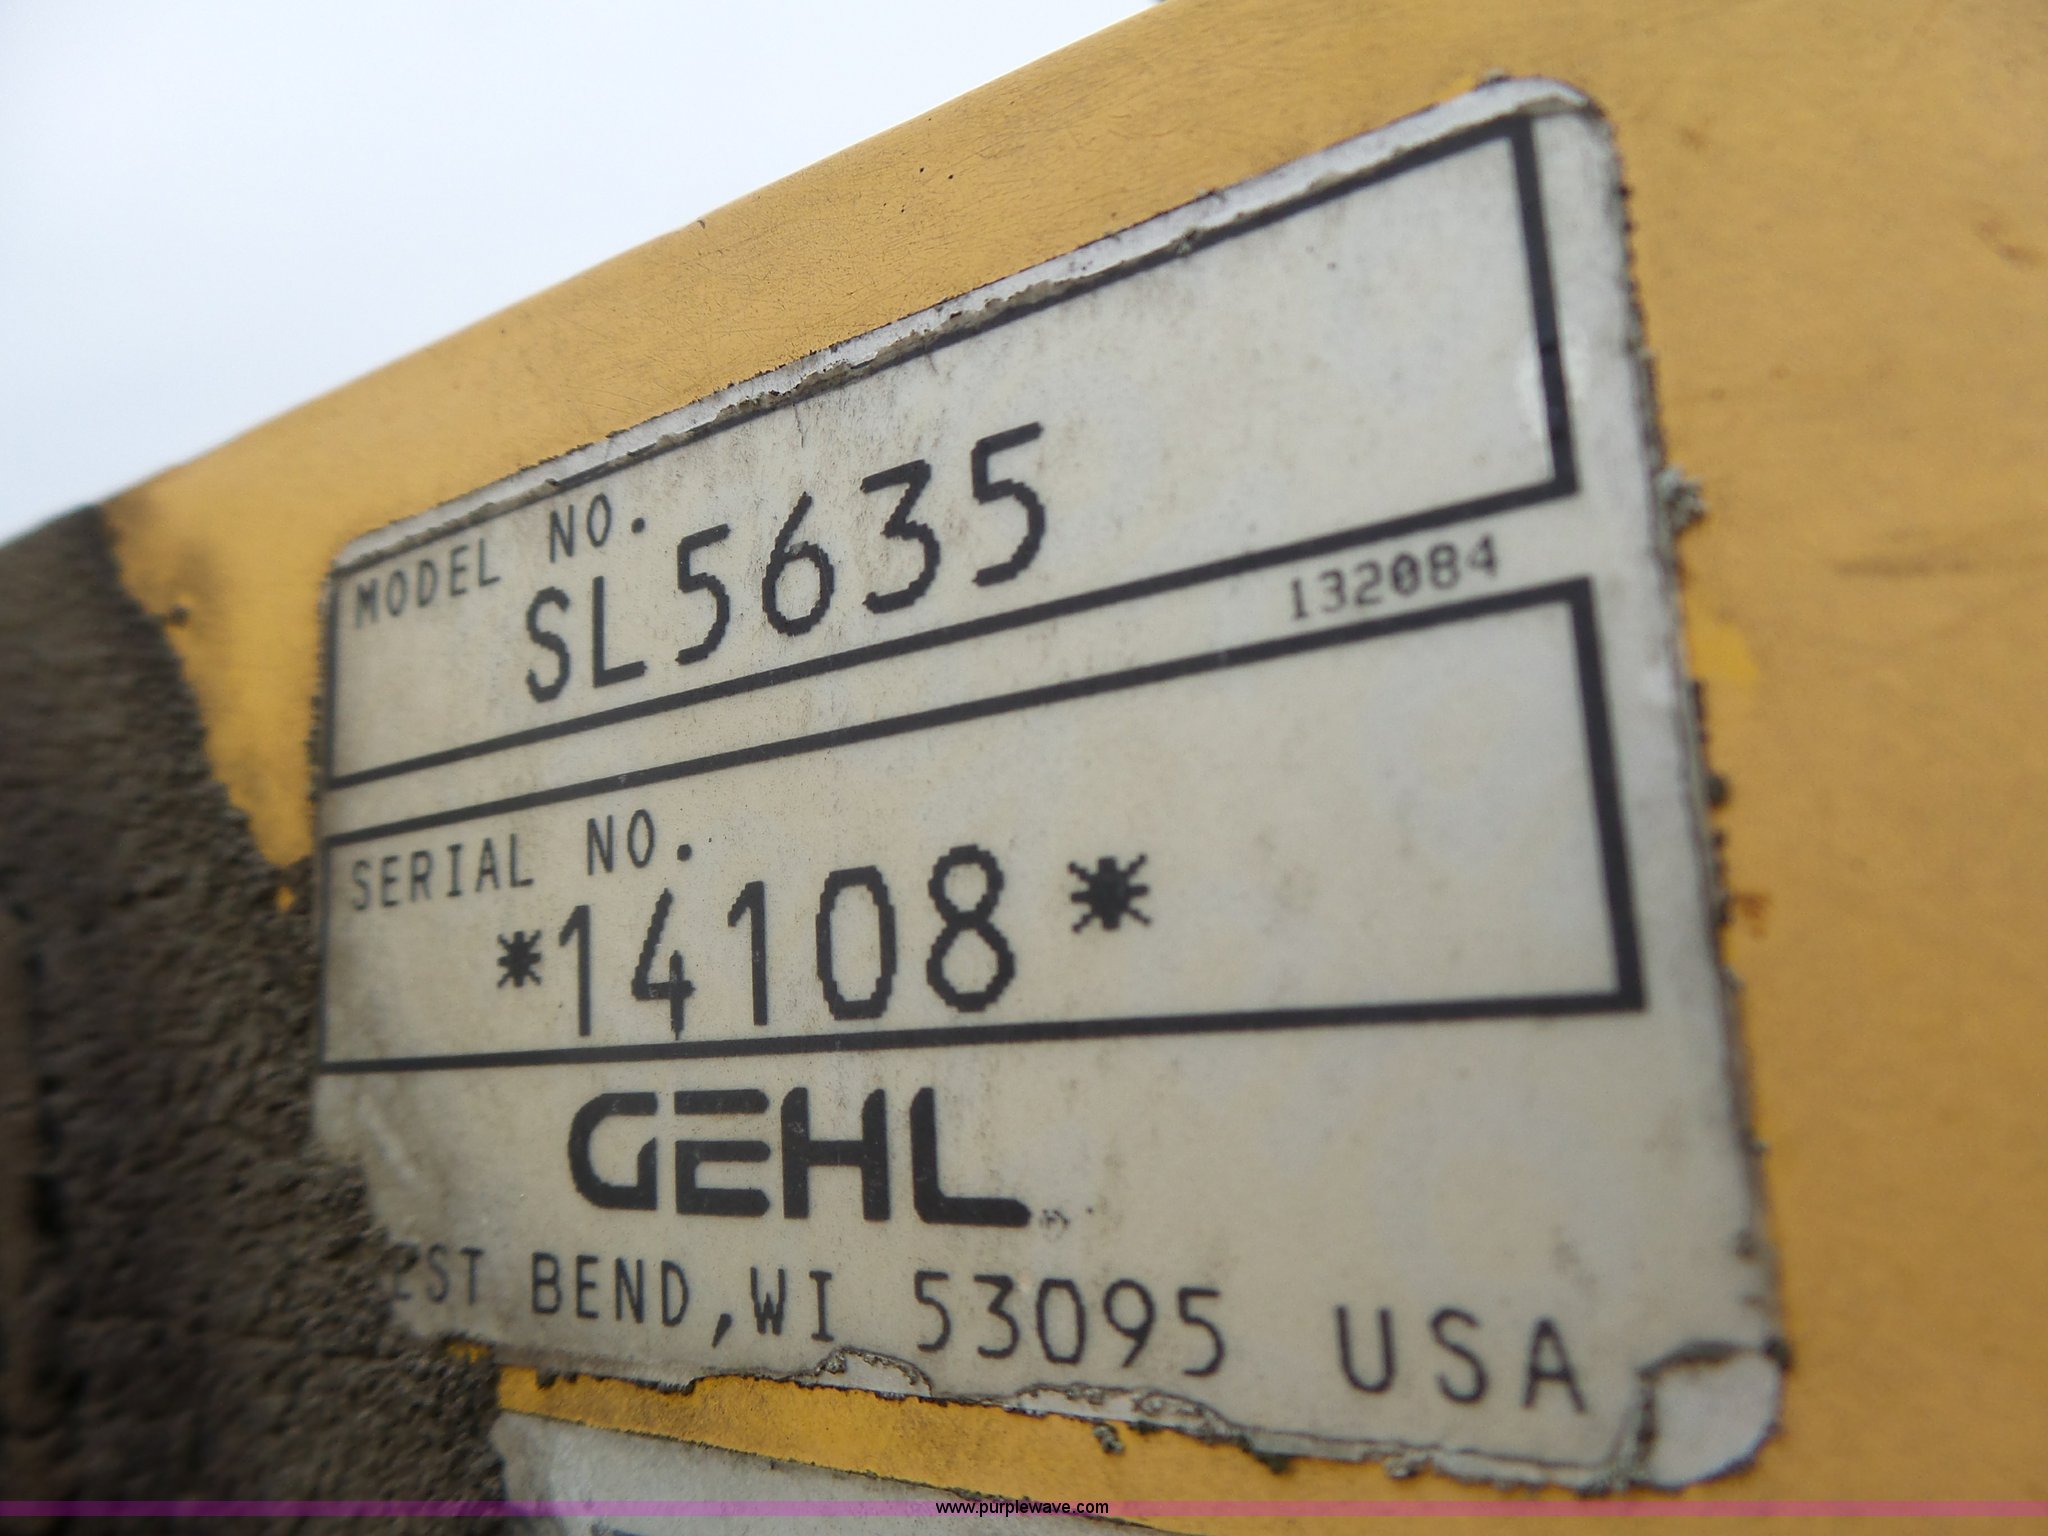 MODEL NO.
SL5635
132084
SERIAL NO.
*14108*
GEHL
BEND,WI 53095 USA
www.purplewave.com